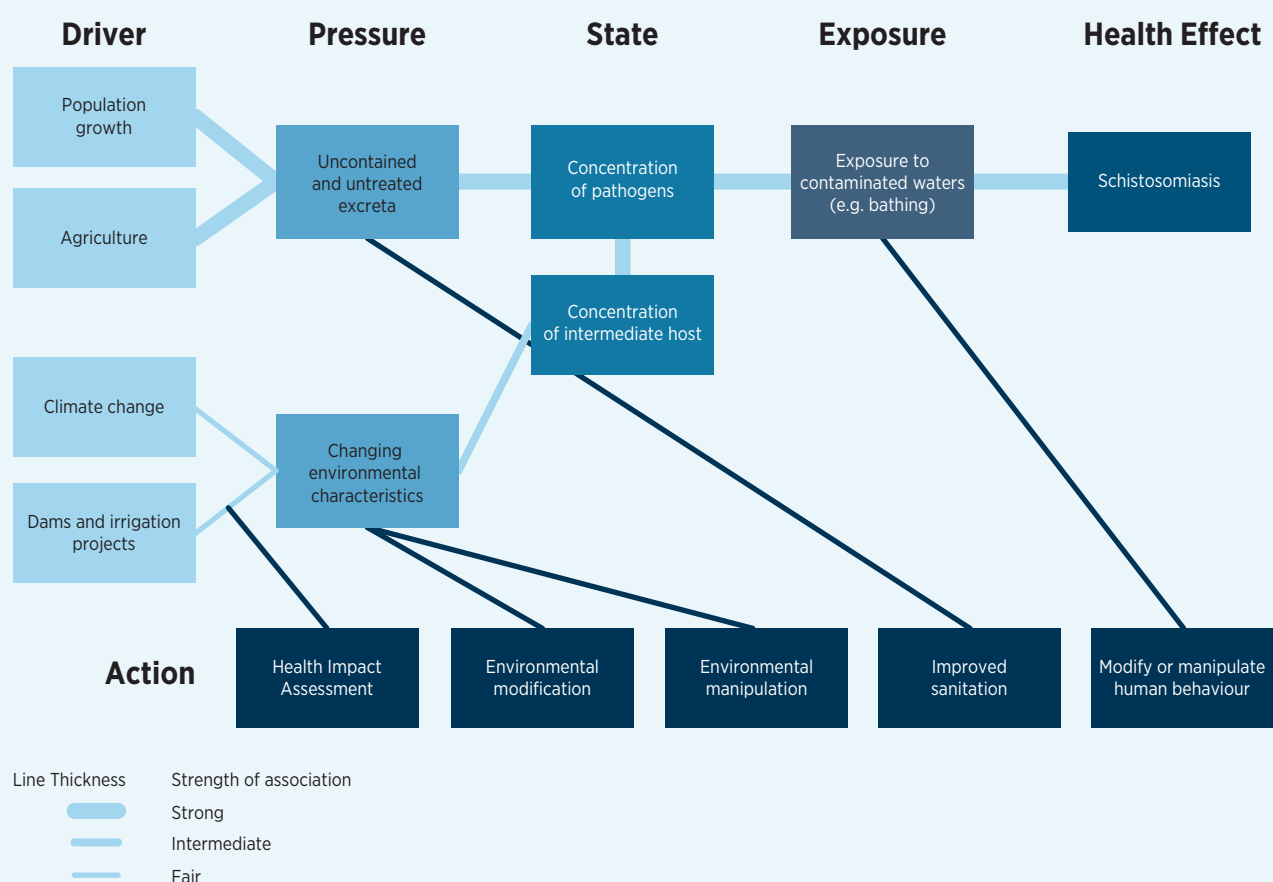 Driver
Pressure
State
Exposure
Health Effect
Population
growth
Agriculture
Uncontained
and untreated
excreta
Concentration
of pathogens
Exposure to
contaminated waters
(e.g. bathing)
Schistosomiasis
Concentration
of intermediate host
Climate change
Dams and irrigation
projects
Changing
environmental
characteristics
Action
Health Impact
Assessment
Environmental
modification
Environmental
manipulation
Improved
sanitation
Modify or manipulate
human behaviour
Line Thickness
Strength of association
Strong
Intermediate
Fair